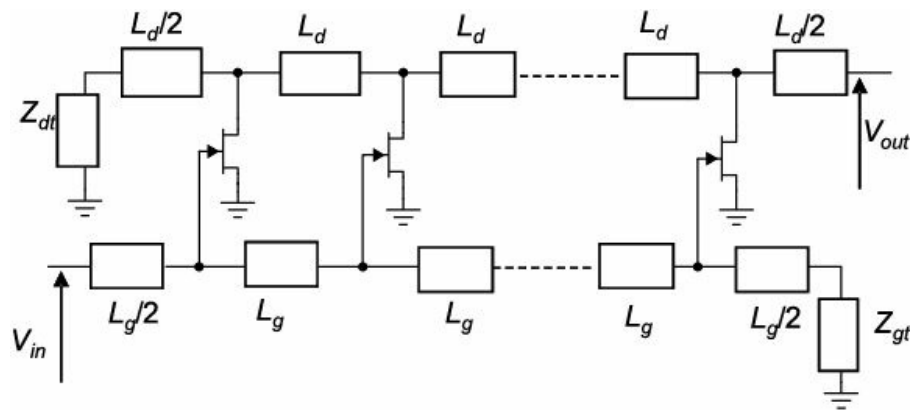 L_d/2 L_d L_d L_d L_d/2
Z_dt
V_out
L_g/2 L_g L_g L_g L_g/2
V_in
Z_gt